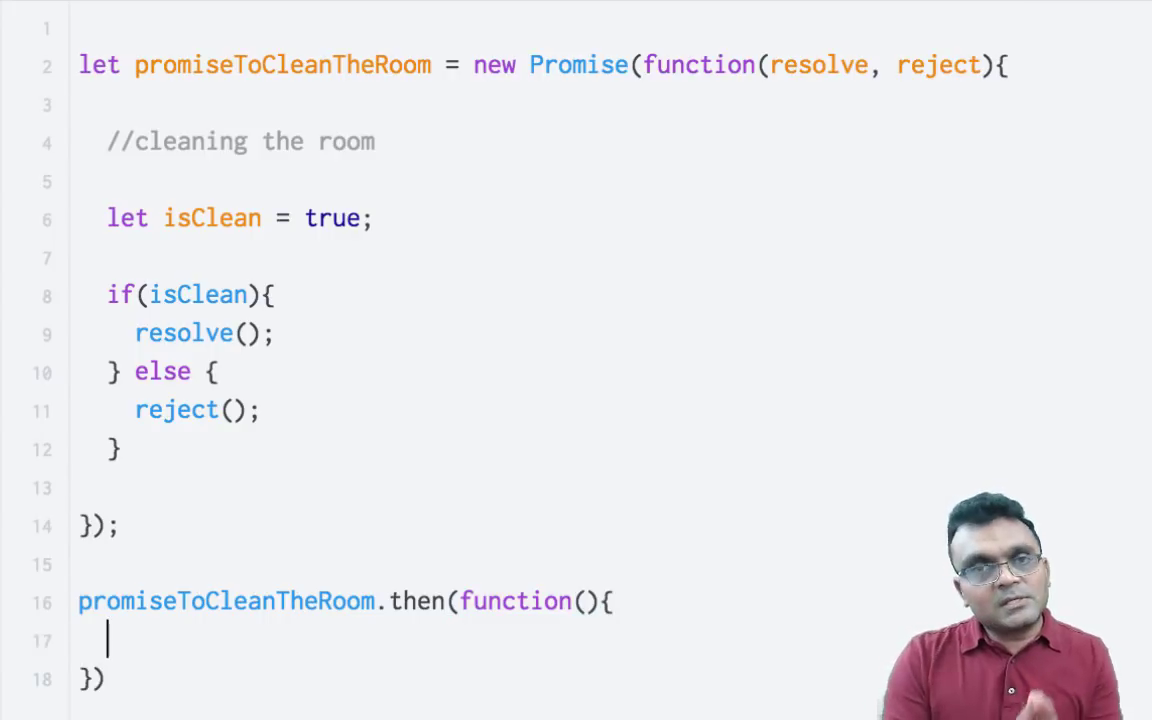 1
2 let promiseToCleanTheRoom = new Promise(function(resolve, reject){
3
4 //cleaning the room
5
6 let isClean = true;
7
8 if(isClean){
9 resolve();
10 } else {
11 reject();
12 }
13
14 });
15
16 promiseToCleanTheRoom.then(function(){
17
18 })